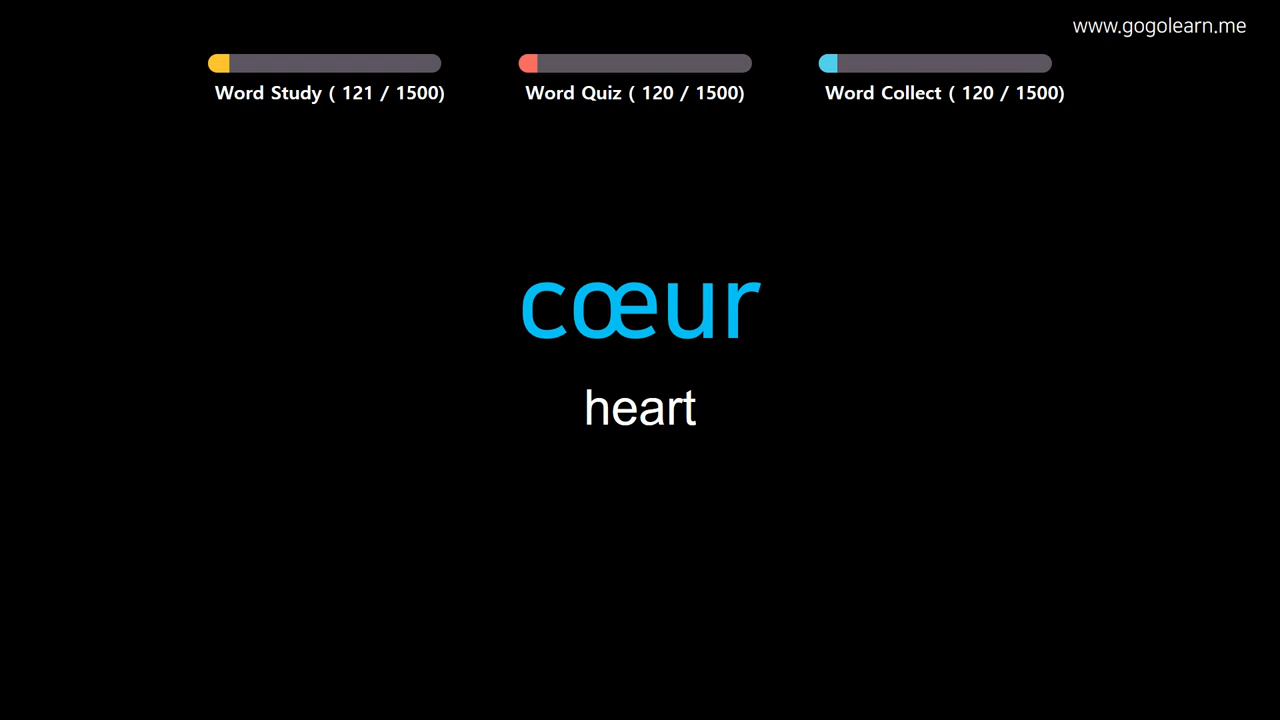 www.gogolearn.me
Word Study ( 121 / 1500)
Word Quiz ( 120 / 1500)
Word Collect ( 120 / 1500)
cœur
heart